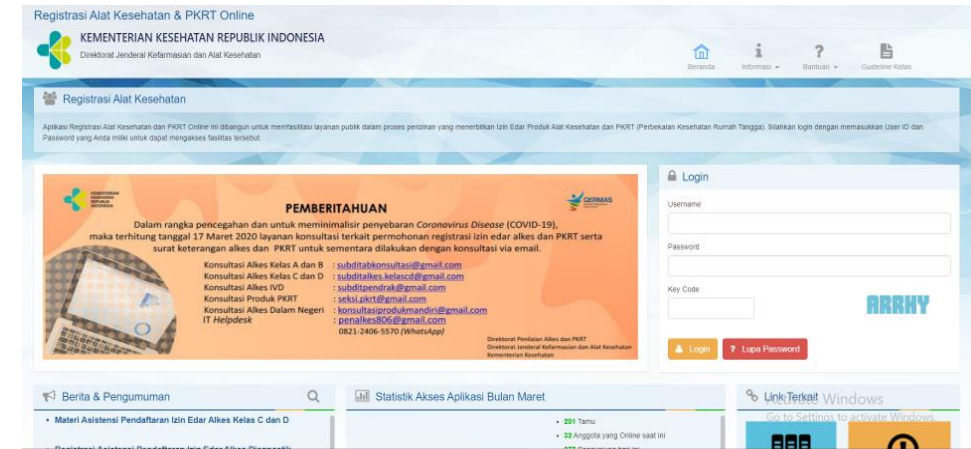 Registrasi Alat Kesehatan & PKRT Online
KEMENTERIAN KESEHATAN REPUBLIK INDONESIA
Direktorat Jenderal Kefarmasian dan Alat Kesehatan
Beranda
Informasi
Bantuan
Guideline Kelas
Registrasi Alat Kesehatan
Aplikasi Registrasi Alat Kesehatan dan PKRT Online ini dibangun untuk memfasilitasi layanan publik dalam proses perizinan yang menerbitkan Izin Edar Produk Alat Kesehatan dan PKRT (Perbekalan Kesehatan Rumah Tangga). Silahkan login dengan memasukkan User ID dan
Password yang Anda miliki untuk dapat mengakses fasilitas tersebut.
KEMENTERIAN
KESEHATAN
REPUBLIK
INDONESIA
GERMAS
PEMBERITAHUAN
Dalam rangka pencegahan dan untuk meminimalisir penyebaran Coronavirus Disease (COVID-19),
maka terhitung tanggal 17 Maret 2020 layanan konsultasi terkait permohonan registrasi izin edar alkes dan PKRT serta
surat keterangan alkes dan PKRT untuk sementara dilakukan dengan konsultasi via email.
Konsultasi Alkes Kelas A dan B : subditabkonsultasi@gmail.com
Konsultasi Alkes Kelas C dan D : subditalkes.kelascd@gmail.com
Konsultasi Alkes IVD : subditpendrak@gmail.com
Konsultasi Produk PKRT : seksi.pkrt@gmail.com
Konsultasi Alkes Dalam Negeri : konsultasiprodukmandiri@gmail.com
IT Helpdesk : penalkes806@gmail.com
0821-2406-5570 (WhatsApp)
Direktorat Penilaian Alkes dan PKRT
Direktorat Jenderal Kefarmasian dan Alat Kesehatan
Kementerian Kesehatan
Login
Username
Password
Key Code
ARRHY
Login
? Lupa Password
Berita & Pengumuman
Statistik Akses Aplikasi Bulan Maret
Link Terkait
Activate Windows
Go to Settings to activate Windows.
• Materi Asistensi Pendaftaran Izin Edar Alkes Kelas C dan D
• 201 Tamu
• 32 Anggota yang Online saat ini